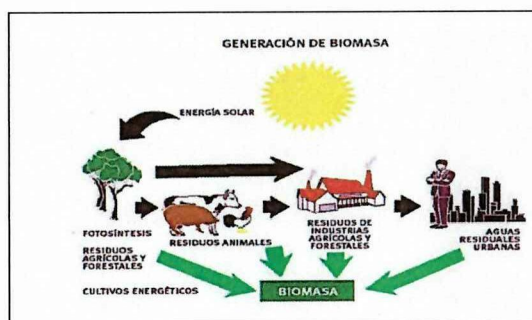 GENERACIÓN DE BIOMASA
ENERGÍA SOLAR
FOTOSÍNTESIS
RESIDUOS
AGRÍCOLAS Y
FORESTALES
CULTIVOS ENERGÉTICOS
RESIDUOS ANIMALES
RESIDUOS DE
INDUSTRIAS
AGRÍCOLAS Y
FORESTALES
AGUAS
RESIDUALES
URBANAS
BIOMASA